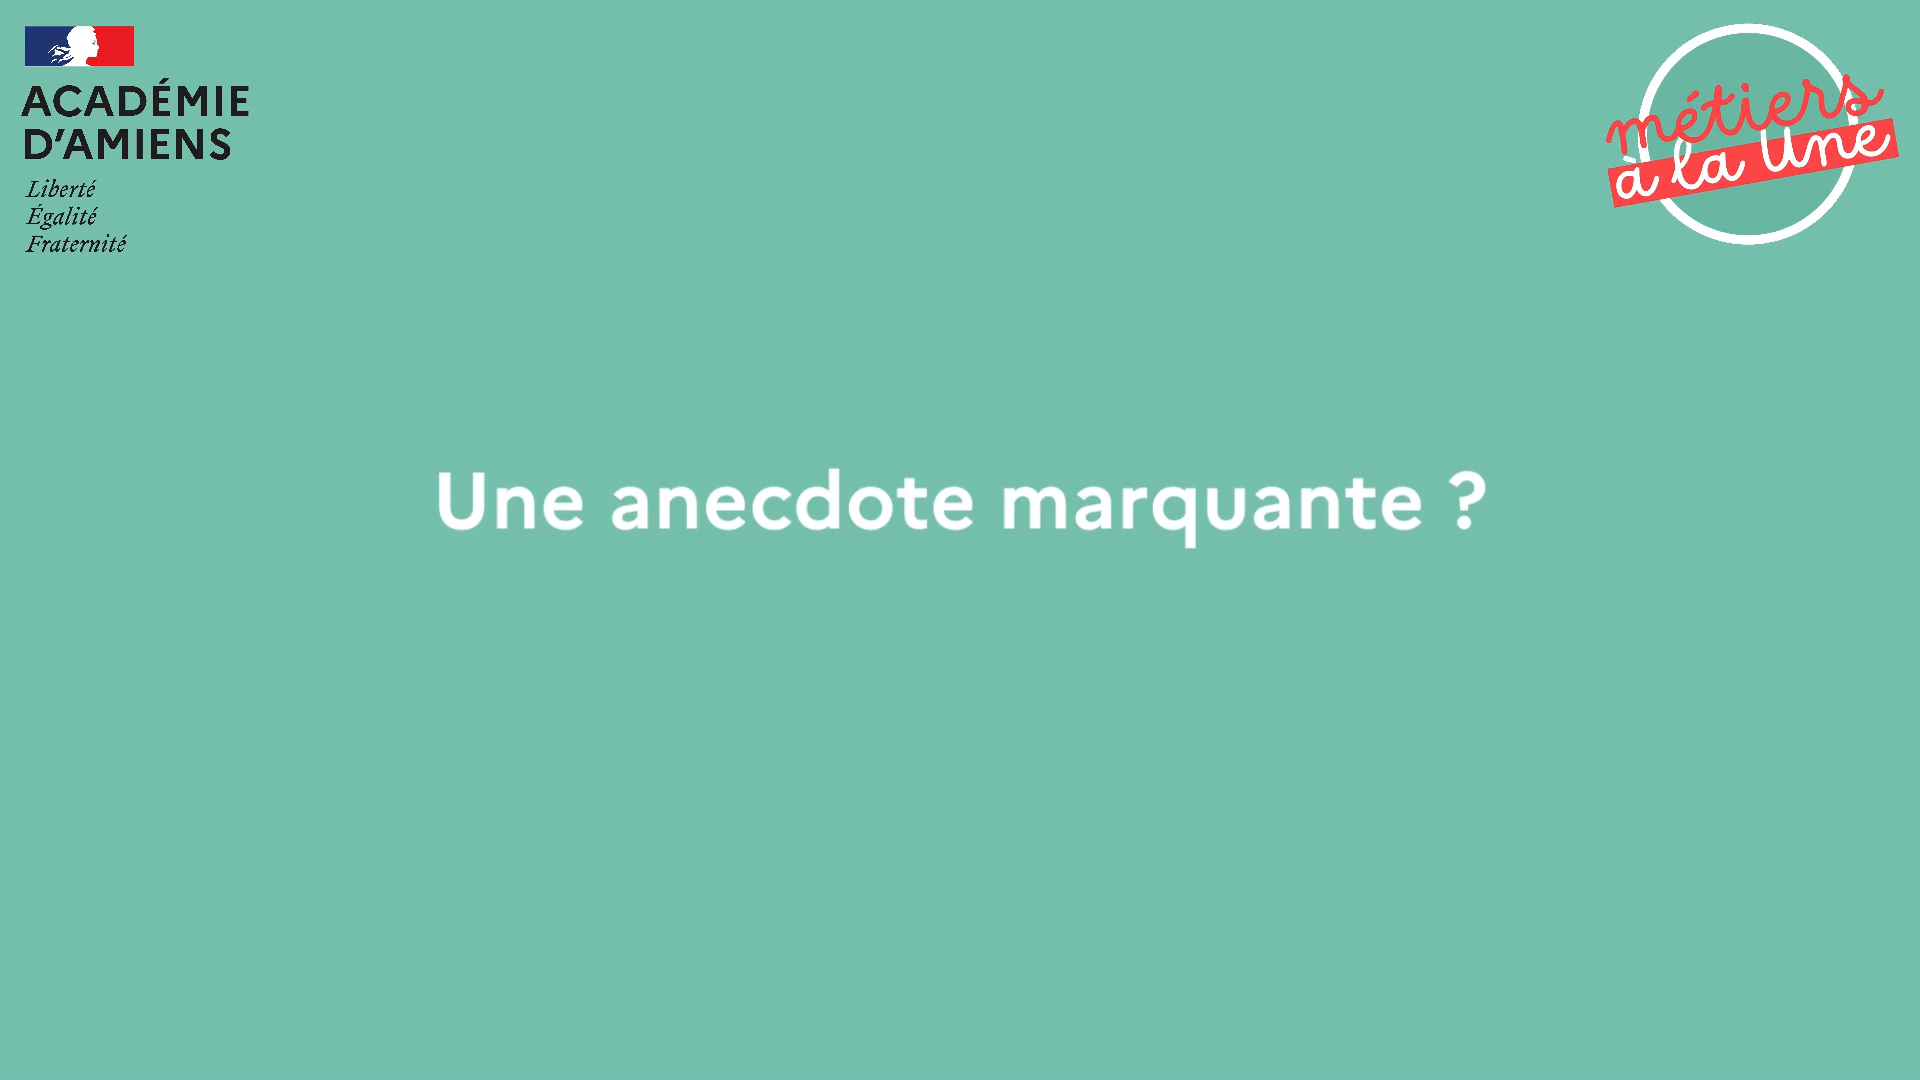 ACADÉMIE
D'AMIENS
Liberté
Égalité
Fraternité
métiers
à la Une
Une anecdote marquante ?